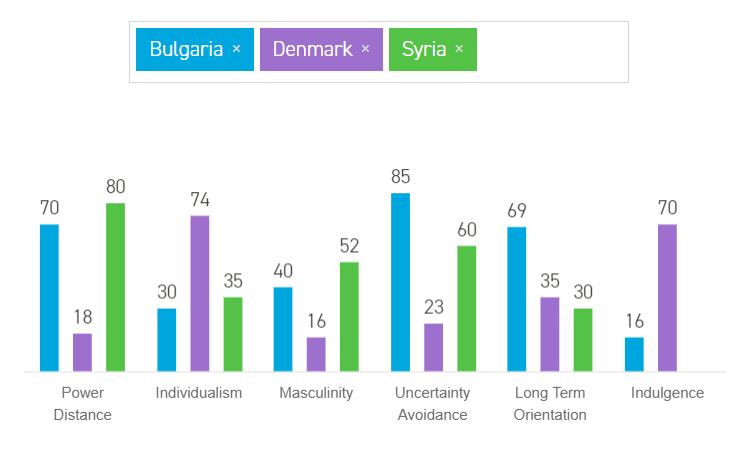 Bulgaria × Denmark × Syria ×
70 18 80 30 74 35 40 16 52 85 23 60 69 35 30 16 70
Power Distance
Individualism
Masculinity
Uncertainty Avoidance
Long Term Orientation
Indulgence